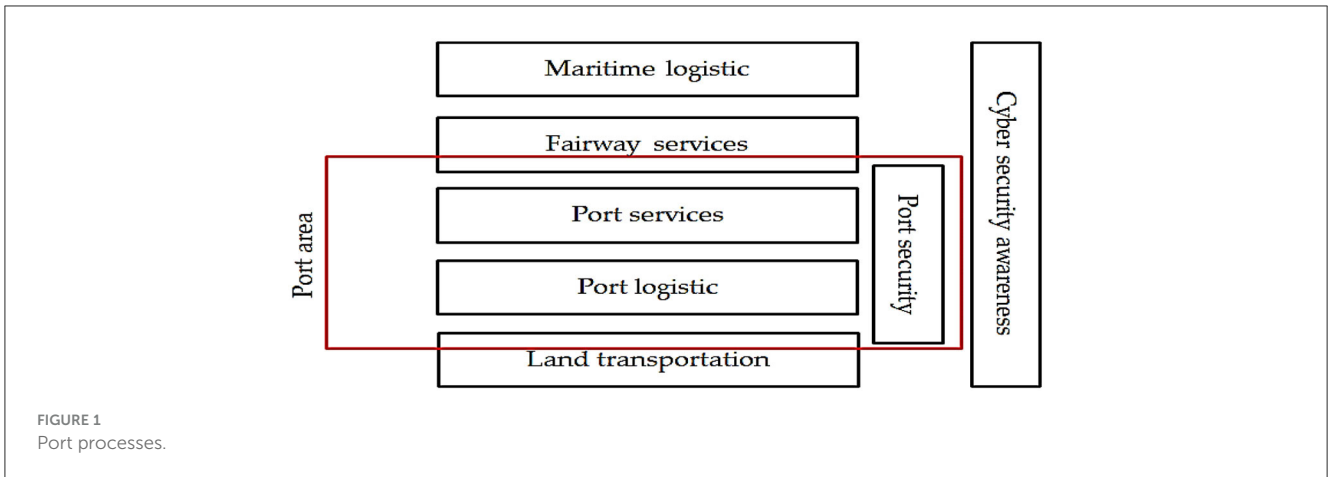 Maritime logistic
Fairway services
Port services
Port logistic
Land transportation
Port area
Port security
Cyber security awareness
FIGURE 1
Port processes.